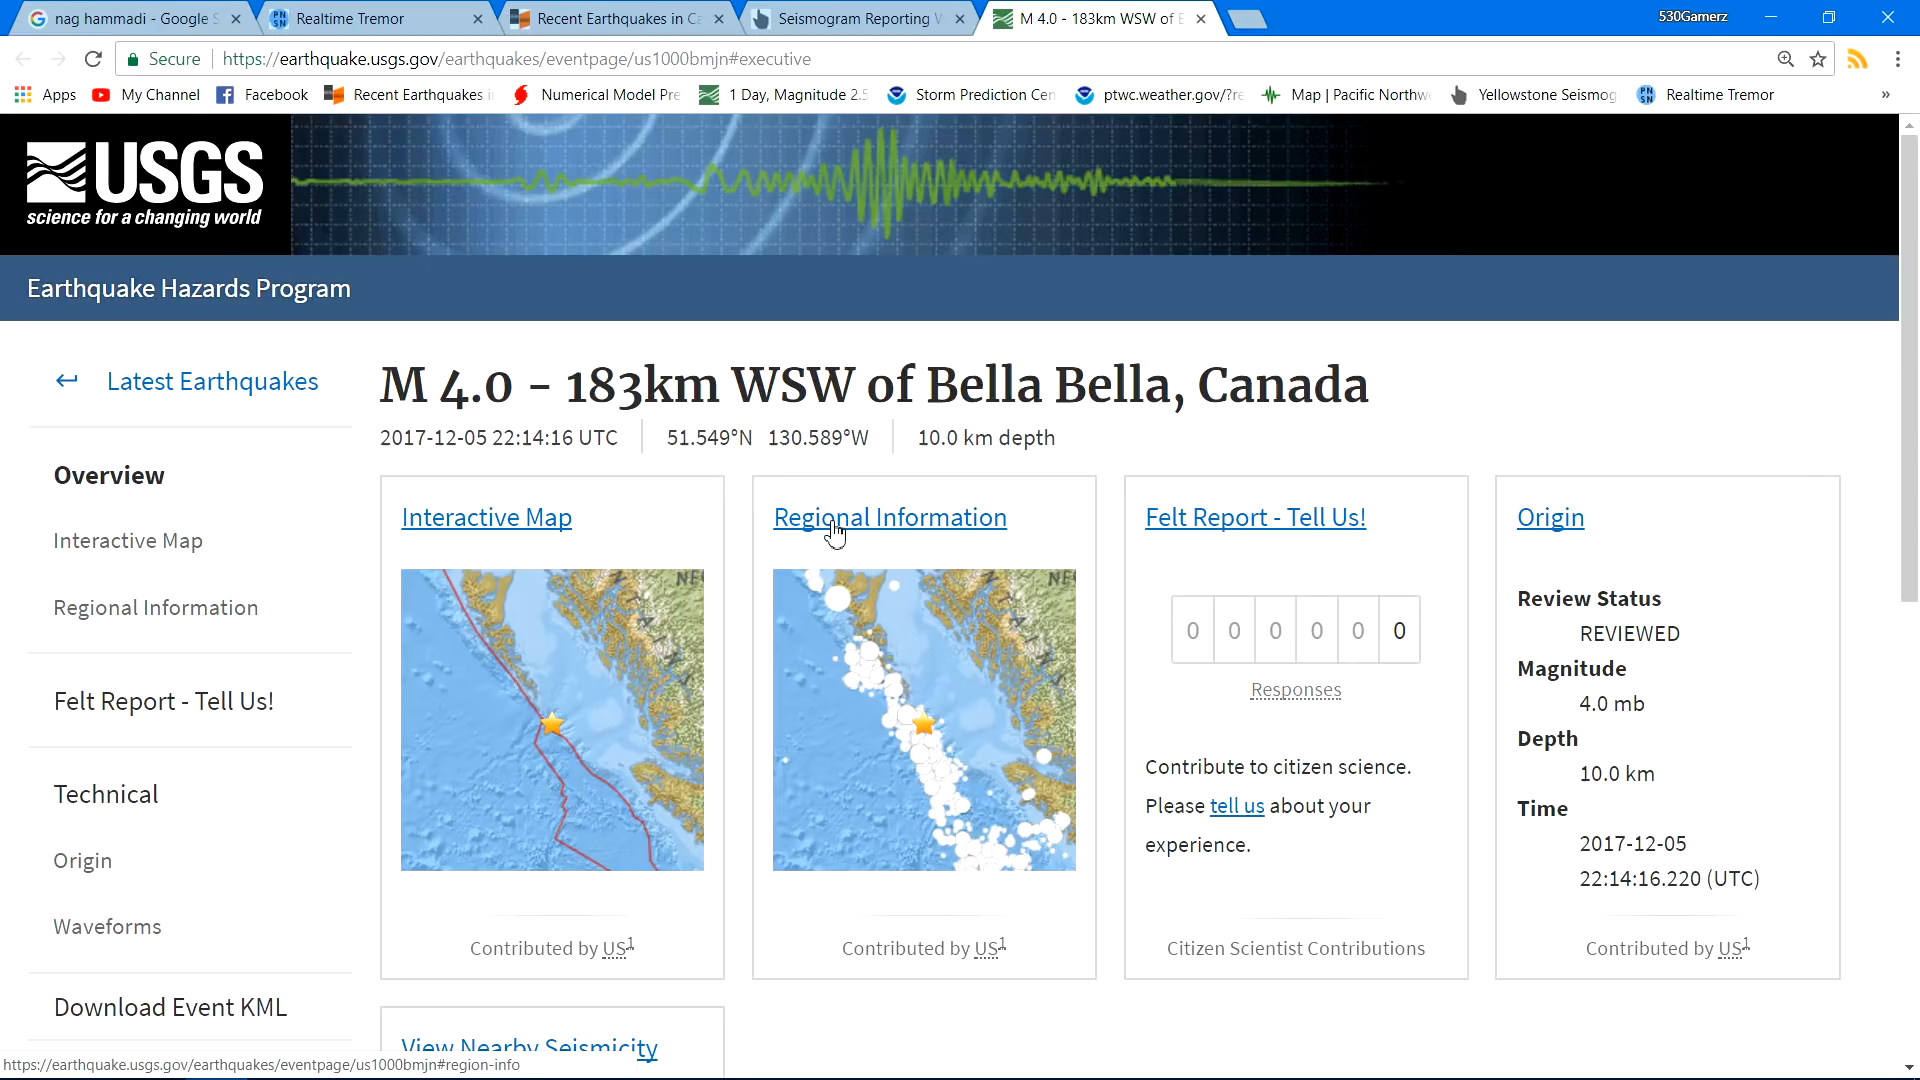 nag hammadi - Google S
Realtime Tremor
Recent Earthquakes in Ca
Seismogram Reporting W
M 4.0 - 183km WSW of B
530Gamerz
Secure
https://earthquake.usgs.gov/earthquakes/eventpage/us1000bmjn#executive
Apps
My Channel
Facebook
Recent Earthquakes i
Numerical Model Pre
1 Day, Magnitude 2.5
Storm Prediction Cen
ptwc.weather.gov/?re
Map | Pacific Northw
Yellowstone Seismog
PN SN
Realtime Tremor
»
USGS
science for a changing world
Earthquake Hazards Program
Latest Earthquakes
M 4.0 - 183km WSW of Bella Bella, Canada
2017-12-05 22:14:16 UTC
51.549°N 130.589°W
10.0 km depth
Overview
Interactive Map
Regional Information
Felt Report - Tell Us!
Technical
Origin
Waveforms
Download Event KML
Interactive Map
NE
Contributed by US1
Regional Information
NE
Contributed by US1
Felt Report - Tell Us!
0 0 0 0 0 0
Responses
Contribute to citizen science.
Please tell us about your
experience.
Citizen Scientist Contributions
Origin
Review Status
REVIEWED
Magnitude
4.0 mb
Depth
10.0 km
Time
2017-12-05
22:14:16.220 (UTC)
Contributed by US1
View Nearby Seismicity
https://earthquake.usgs.gov/earthquakes/eventpage/us1000bmjn#region-info